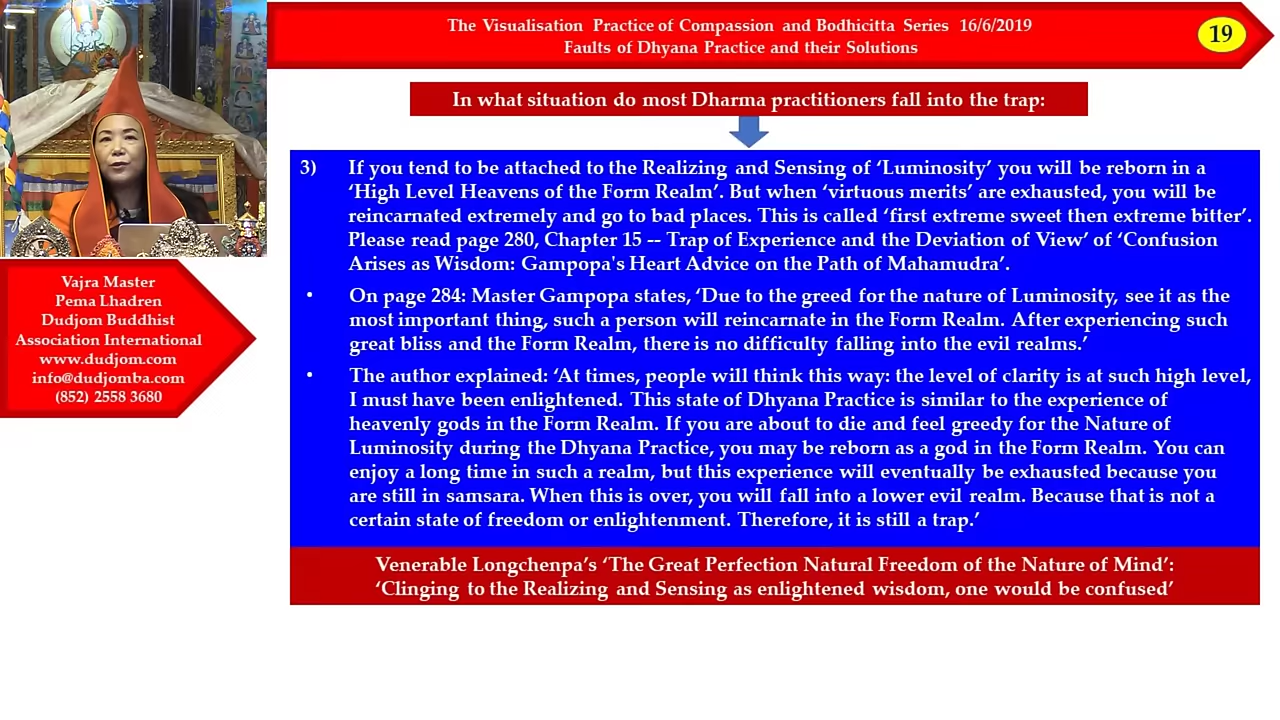 The Visualisation Practice of Compassion and Bodhicitta Series 16/6/2019
Faults of Dhyana Practice and their Solutions
19
In what situation do most Dharma practitioners fall into the trap:
3) If you tend to be attached to the Realizing and Sensing of ‘Luminosity’ you will be reborn in a
‘High Level Heavens of the Form Realm’. But when ‘virtuous merits’ are exhausted, you will be
reincarnated extremely and go to bad places. This is called ‘first extreme sweet then extreme bitter’.
Please read page 280, Chapter 15 -- Trap of Experience and the Deviation of View’ of ‘Confusion
Arises as Wisdom: Gampopa's Heart Advice on the Path of Mahamudra’.
• On page 284: Master Gampopa states, ‘Due to the greed for the nature of Luminosity, see it as the
most important thing, such a person will reincarnate in the Form Realm. After experiencing such
great bliss and the Form Realm, there is no difficulty falling into the evil realms.’
• The author explained: ‘At times, people will think this way: the level of clarity is at such high level,
I must have been enlightened. This state of Dhyana Practice is similar to the experience of
heavenly gods in the Form Realm. If you are about to die and feel greedy for the Nature of
Luminosity during the Dhyana Practice, you may be reborn as a god in the Form Realm. You can
enjoy a long time in such a realm, but this experience will eventually be exhausted because you
are still in samsara. When this is over, you will fall into a lower evil realm. Because that is not a
certain state of freedom or enlightenment. Therefore, it is still a trap.’
Venerable Longchenpa’s ‘The Great Perfection Natural Freedom of the Nature of Mind’:
‘Clinging to the Realizing and Sensing as enlightened wisdom, one would be confused’
Vajra Master
Pema Lhadren
Dudjom Buddhist
Association International
www.dudjom.com
info@dudjomba.com
(852) 2558 3680